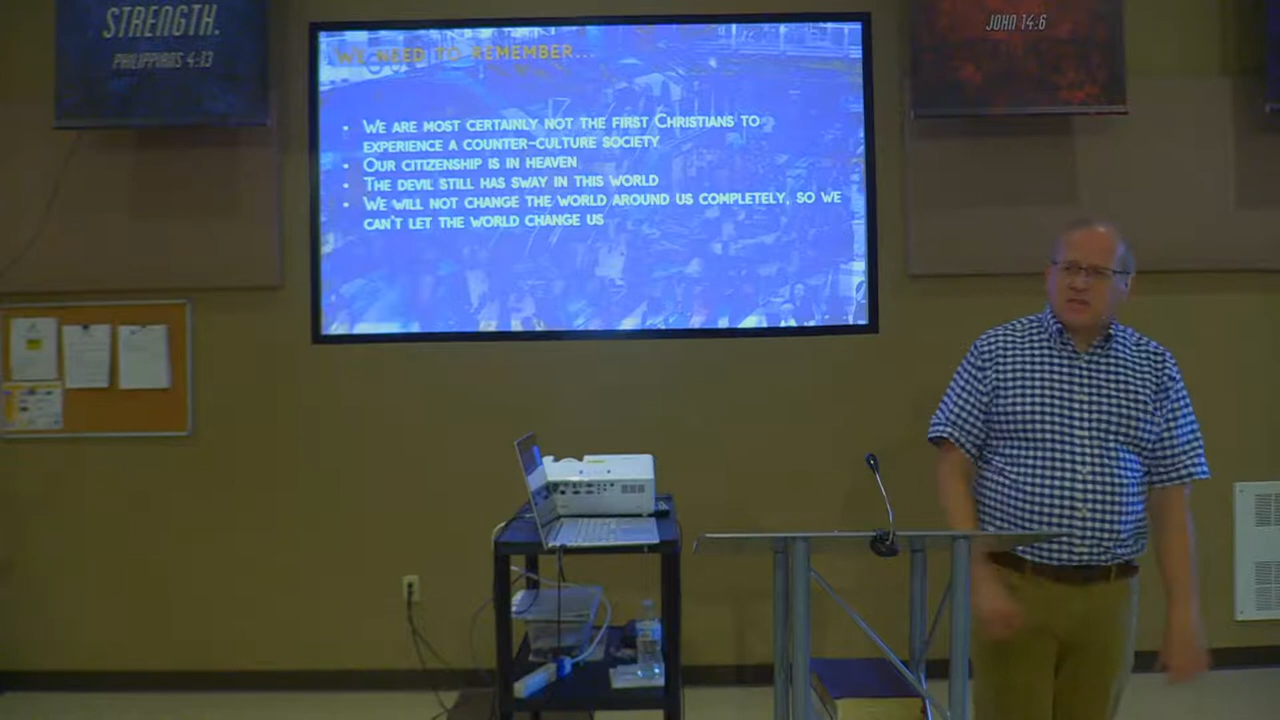 STRENGTH.
PHILIPPIANS 4:13
JOHN 14:6
WE NEED TO REMEMBER...
• WE ARE MOST CERTAINLY NOT THE FIRST CHRISTIANS TO
EXPERIENCE A COUNTER-CULTURE SOCIETY
• OUR CITIZENSHIP IS IN HEAVEN
• THE DEVIL STILL HAS SWAY IN THIS WORLD
• WE WILL NOT CHANGE THE WORLD AROUND US COMPLETELY, SO WE
CAN'T LET THE WORLD CHANGE US